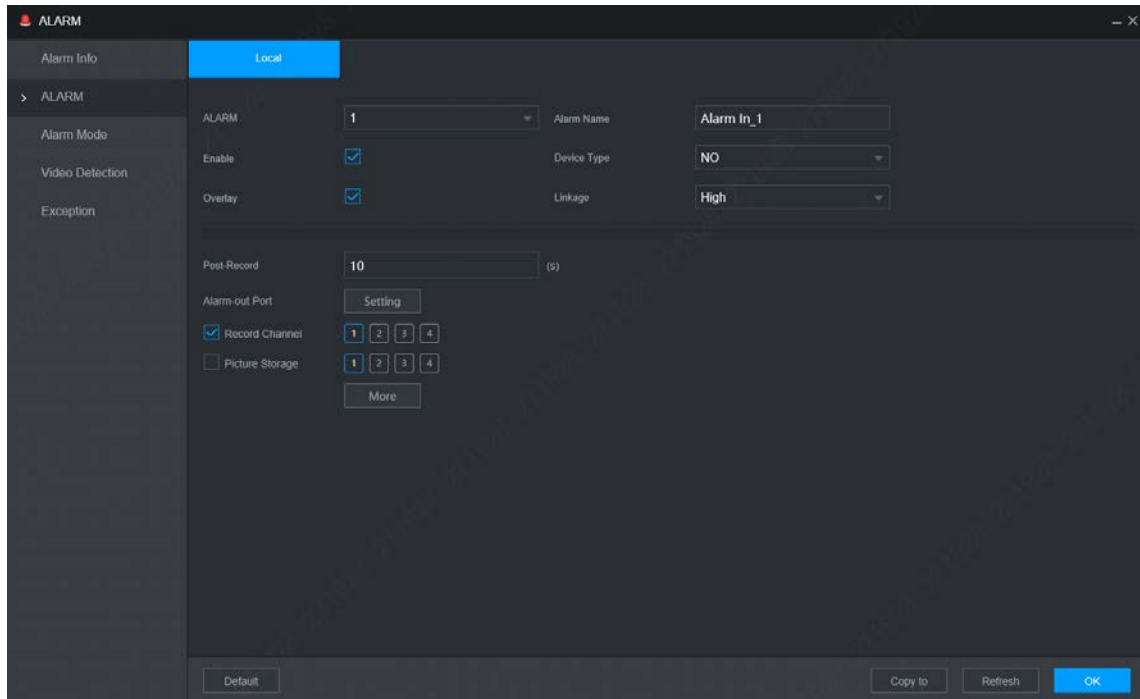 ALARM
Alarm Info
Local
ALARM
ALARM 1 Alarm Name Alarm In_1
Alarm Mode
Enable Device Type NO
Video Detection
Overlay Linkage High
Exception
Post-Record 10 (s)
Alarm-out Port Setting
Record Channel 1 2 3 4
Picture Storage 1 2 3 4
More
Default Copy to Refresh OK